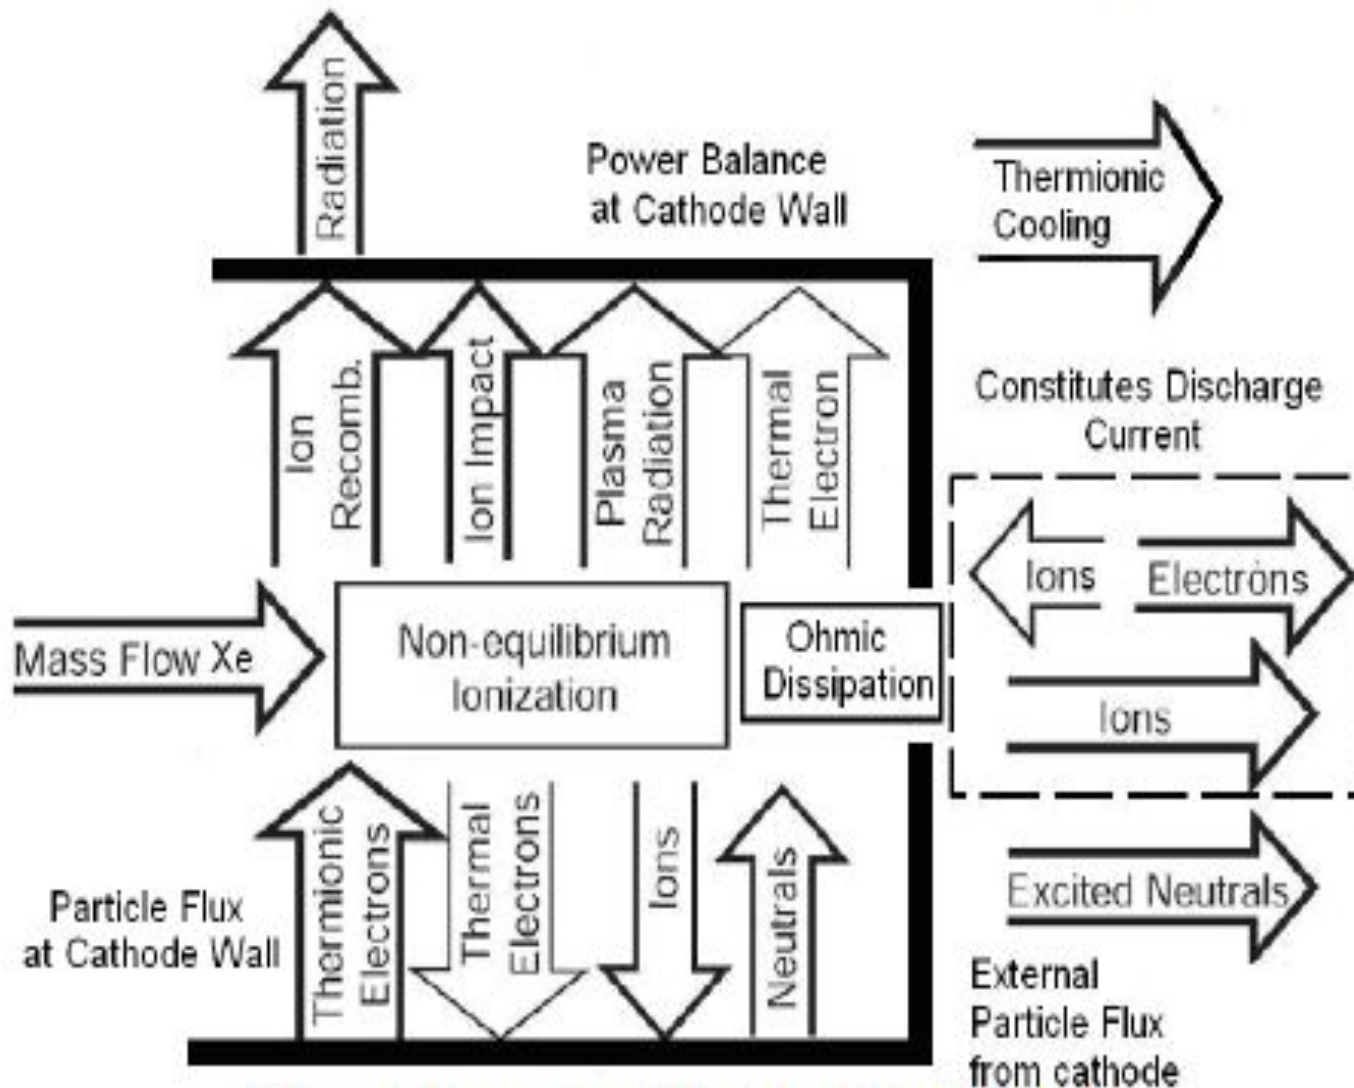 Radiation
Power Balance
at Cathode Wall
Thermionic
Cooling
Ion
Recomb.
Ion Impact
Plasma
Radiation
Thermal
Electron
Constitutes Discharge
Current
Ions
Electrons
Ions
Mass Flow Xe
Non-equilibrium
Ionization
Ohmic
Dissipation
Particle Flux
at Cathode Wall
Thermionic
Electrons
Thermal
Electrons
Ions
Neutrals
Excited Neutrals
External
Particle Flux
from cathode